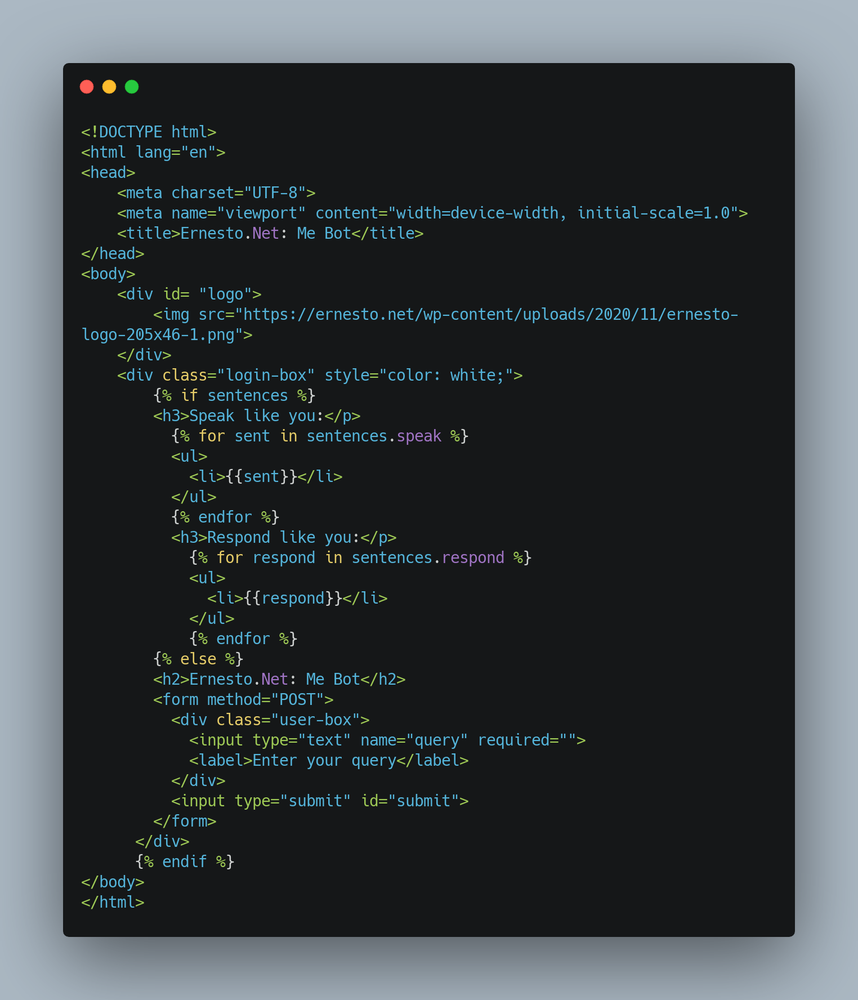 <!DOCTYPE html>
<html lang="en">
<head>
    <meta charset="UTF-8">
    <meta name="viewport" content="width=device-width, initial-scale=1.0">
    <title>Ernesto.Net: Me Bot</title>
</head>
<body>
    <div id= "logo">
        <img src="https://ernesto.net/wp-content/uploads/2020/11/ernesto-
logo-205x46-1.png">
    </div>
    <div class="login-box" style="color: white;">
        {% if sentences %}
        <h3>Speak like you:</p>
          {% for sent in sentences.speak %}
          <ul>
            <li>{{sent}}</li>
          </ul>
          {% endfor %}
          <h3>Respond like you:</p>
            {% for respond in sentences.respond %}
            <ul>
              <li>{{respond}}</li>
            </ul>
            {% endfor %}
        {% else %}
        <h2>Ernesto.Net: Me Bot</h2>
        <form method="POST">
          <div class="user-box">
            <input type="text" name="query" required="">
            <label>Enter your query</label>
          </div>
          <input type="submit" id="submit">
        </form>
      </div>
      {% endif %}
</body>
</html>